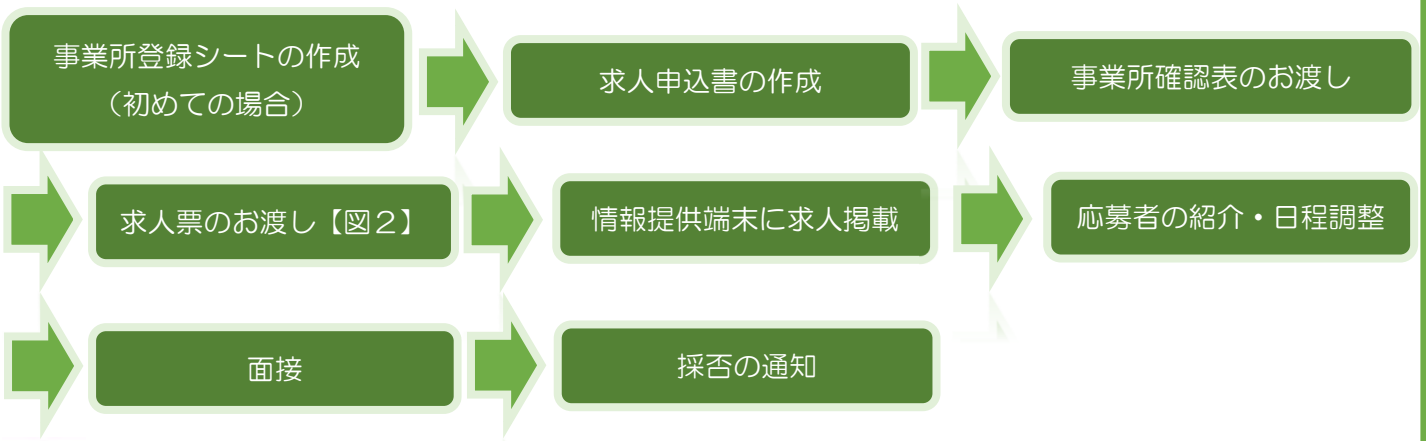 事業所登録シートの作成
（初めての場合）
求人申込書の作成
事業所確認表のお渡し
求人票のお渡し【図２】
情報提供端末に求人掲載
応募者の紹介・日程調整
面接
採否の通知